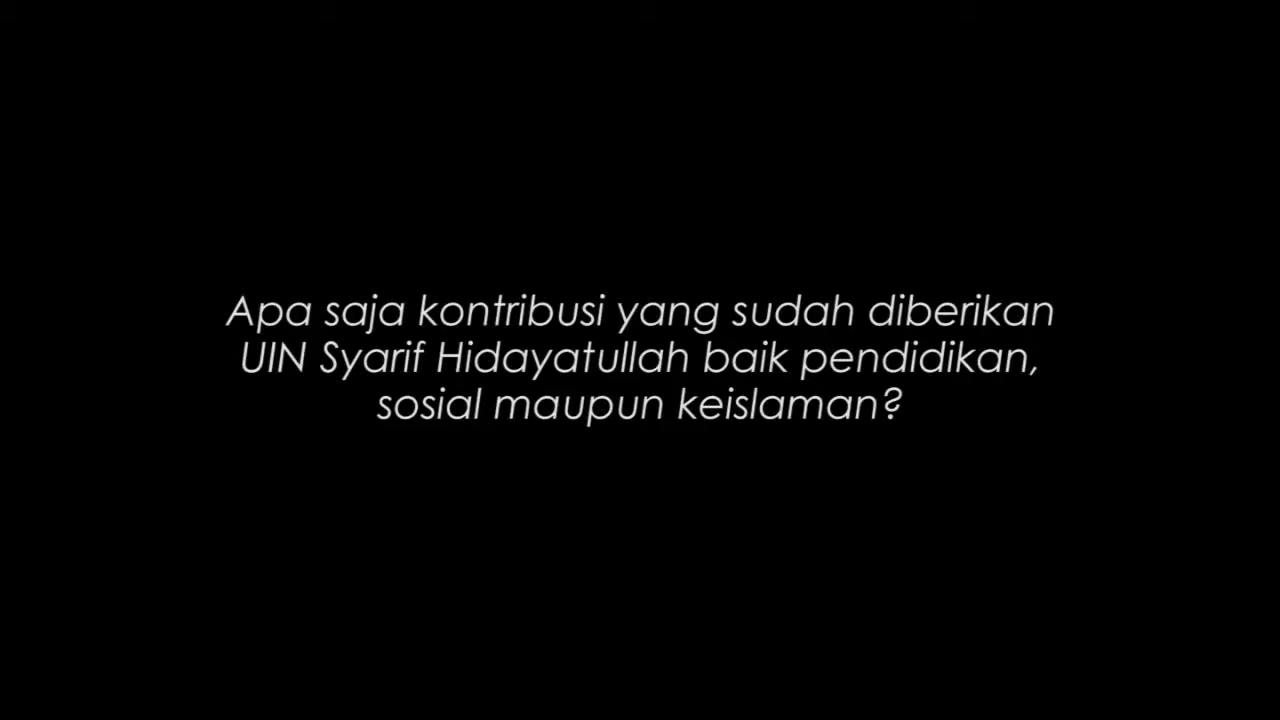 Apa saja kontribusi yang sudah diberikan
UIN Syarif Hidayatullah baik pendidikan,
sosial maupun keislaman?